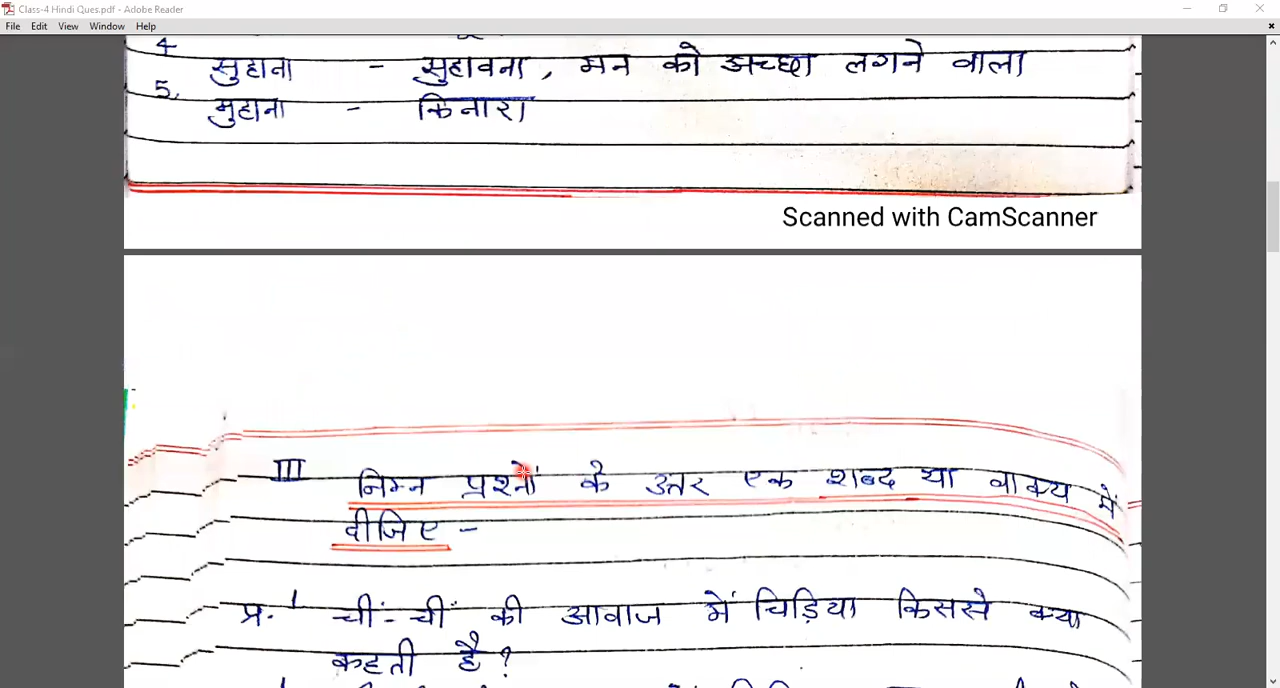 Class-4 Hindi Ques.pdf - Adobe Reader
File Edit View Window Help
4
सुहाना - सुहावना, मन को अच्छा लगने वाला
5.
मुहाना - किनारा
Scanned with CamScanner
III निम्न प्रश्नों के उत्तर एक शब्द या वाक्य में
दीजिए -
प्र. 1 चीं-चीं की आवाज में चिड़िया किससे क्या
कहती है?